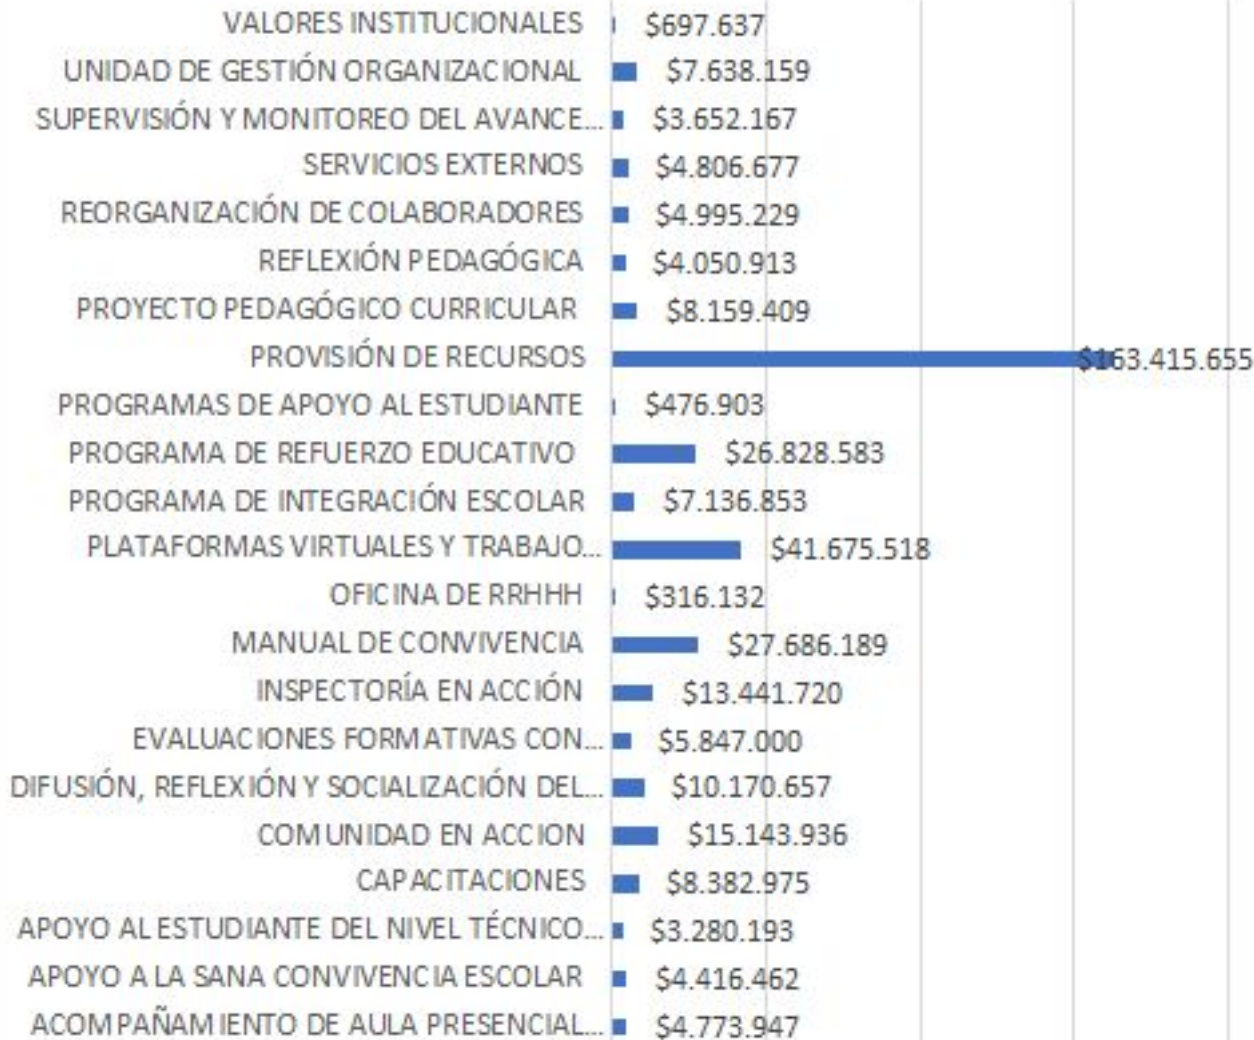 VALORES INSTITUCIONALES $697.637
UNIDAD DE GESTIÓN ORGANIZACIONAL $7.638.159
SUPERVISIÓN Y MONITOREO DEL AVANCE... $3.652.167
SERVICIOS EXTERNOS $4.806.677
REORGANIZACIÓN DE COLABORADORES $4.995.229
REFLEXIÓN PEDAGÓGICA $4.050.913
PROYECTO PEDAGÓGICO CURRICULAR $8.159.409
PROVISIÓN DE RECURSOS $163.415.655
PROGRAMAS DE APOYO AL ESTUDIANTE $476.903
PROGRAMA DE REFUERZO EDUCATIVO $26.828.583
PROGRAMA DE INTEGRACIÓN ESCOLAR $7.136.853
PLATAFORMAS VIRTUALES Y TRABAJO... $41.675.518
OFICINA DE RRHHH $316.132
MANUAL DE CONVIVENCIA $27.686.189
INSPECTORÍA EN ACCIÓN $13.441.720
EVALUACIONES FORMATIVAS CON... $5.847.000
DIFUSIÓN, REFLEXIÓN Y SOCIALIZACIÓN DEL... $10.170.657
COMUNIDAD EN ACCION $15.143.936
CAPACITACIONES $8.382.975
APOYO AL ESTUDIANTE DEL NIVEL TÉCNICO... $3.280.193
APOYO A LA SANA CONVIVENCIA ESCOLAR $4.416.462
ACOMPAÑAMIENTO DE AULA PRESENCIAL... $4.773.947